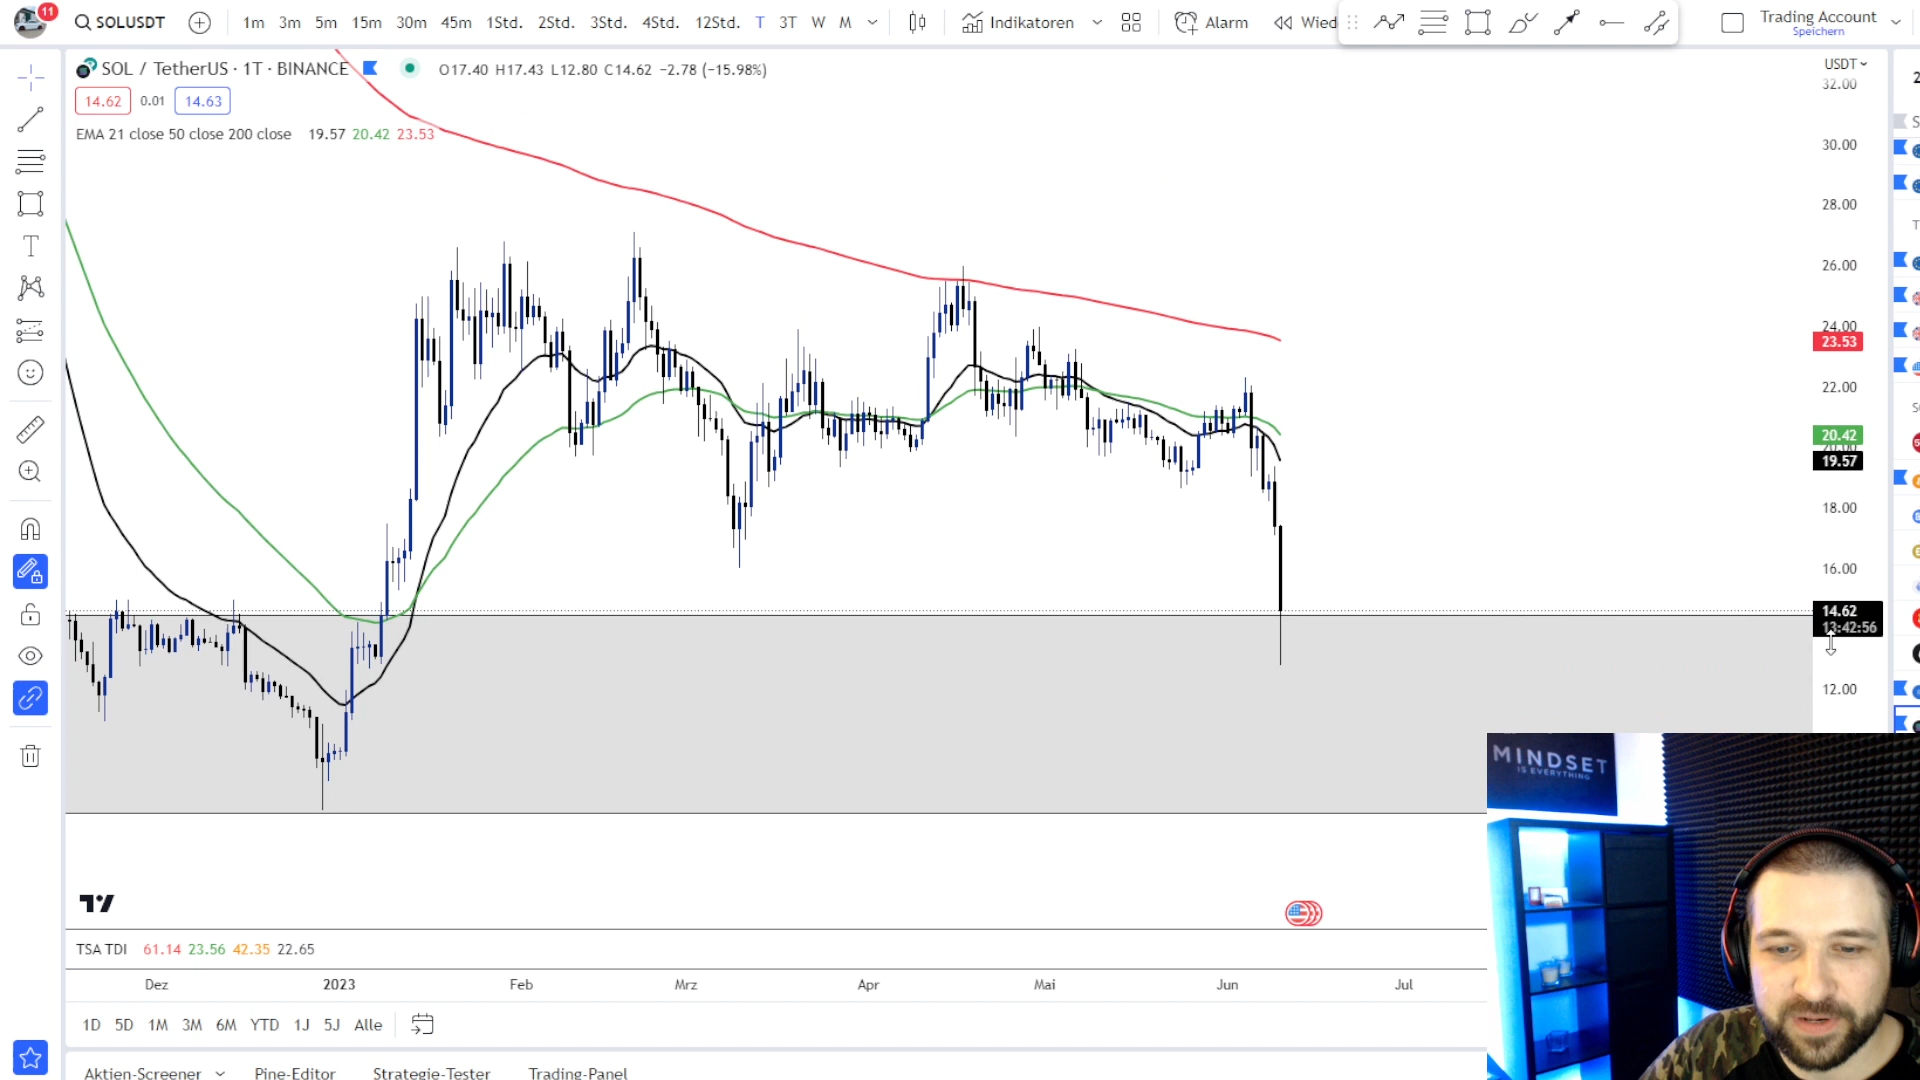 11
SOLUSDT
1m 3m 5m 15m 30m 45m 1Std. 2Std. 3Std. 4Std. 12Std. T 3T W M
Indikatoren
Alarm
Wied
Trading Account
Speichern
SOL / TetherUS · 1T · BINANCE
O17.40 H17.43 L12.80 C14.62 −2.78 (−15.98%)
14.62 0.01 14.63
EMA 21 close 50 close 200 close 19.57 20.42 23.53
USDT
32.00
30.00
28.00
26.00
24.00
23.53
22.00
20.42
20.00
19.57
18.00
16.00
14.62
13:42:56
12.00
TSA TDI 61.14 23.56 42.35 22.65
Dez 2023 Feb Mrz Apr Mai Jun Jul
1D 5D 1M 3M 6M YTD 1J 5J Alle
Aktien-Screener Pine-Editor Strategie-Tester Trading-Panel
MINDSET
IS EVERYTHING